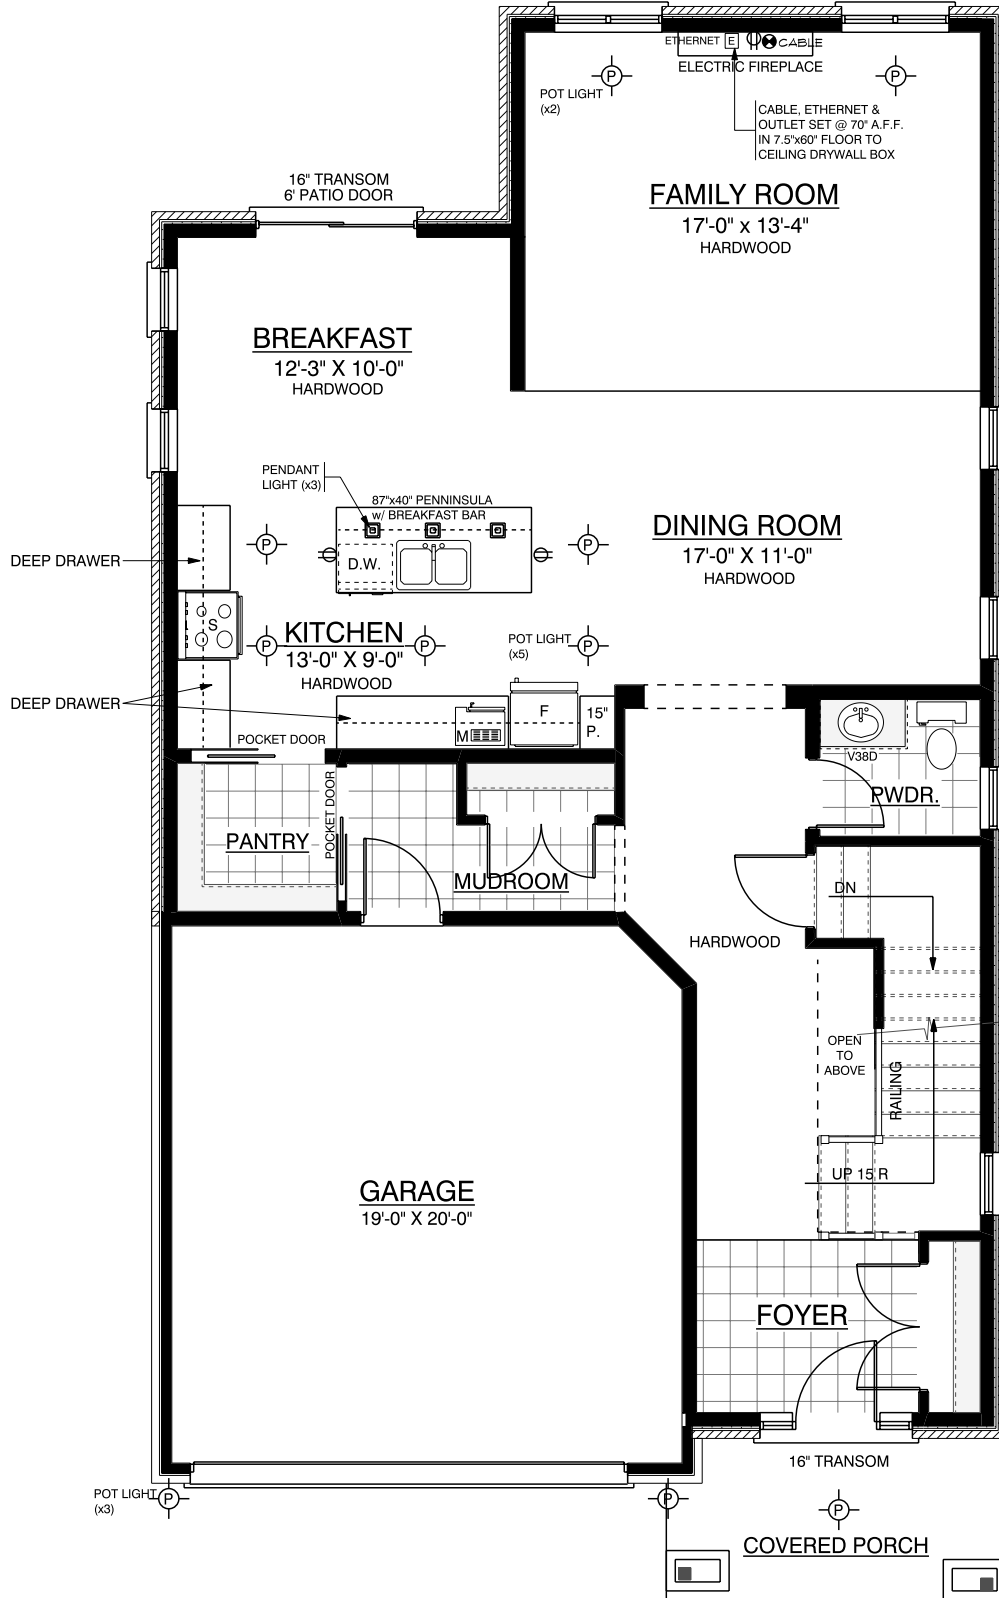 ETHERNET E CABLE
ELECTRIC FIREPLACE
P
P
POT LIGHT
(x2)
CABLE, ETHERNET &
OUTLET SET @ 70" A.F.F.
IN 7.5"x60" FLOOR TO
CEILING DRYWALL BOX
FAMILY ROOM
17'-0" x 13'-4"
HARDWOOD
16" TRANSOM
6' PATIO DOOR
BREAKFAST
12'-3" X 10'-0"
HARDWOOD
PENDANT
LIGHT (x3)
87"x40" PENNINSULA
w/ BREAKFAST BAR
D.W.
P
P
DINING ROOM
17'-0" X 11'-0"
HARDWOOD
DEEP DRAWER
S
P
KITCHEN
13'-0" X 9'-0"
HARDWOOD
P
POT LIGHT
(x5)
P
DEEP DRAWER
M
F
15"
P.
POCKET DOOR
POCKET DOOR
PANTRY
MUDROOM
V38D
PWDR.
DN
HARDWOOD
OPEN
TO
ABOVE
RAILING
UP 15 R
GARAGE
19'-0" X 20'-0"
FOYER
16" TRANSOM
POT LIGHT
(x3)
P
P
P
COVERED PORCH